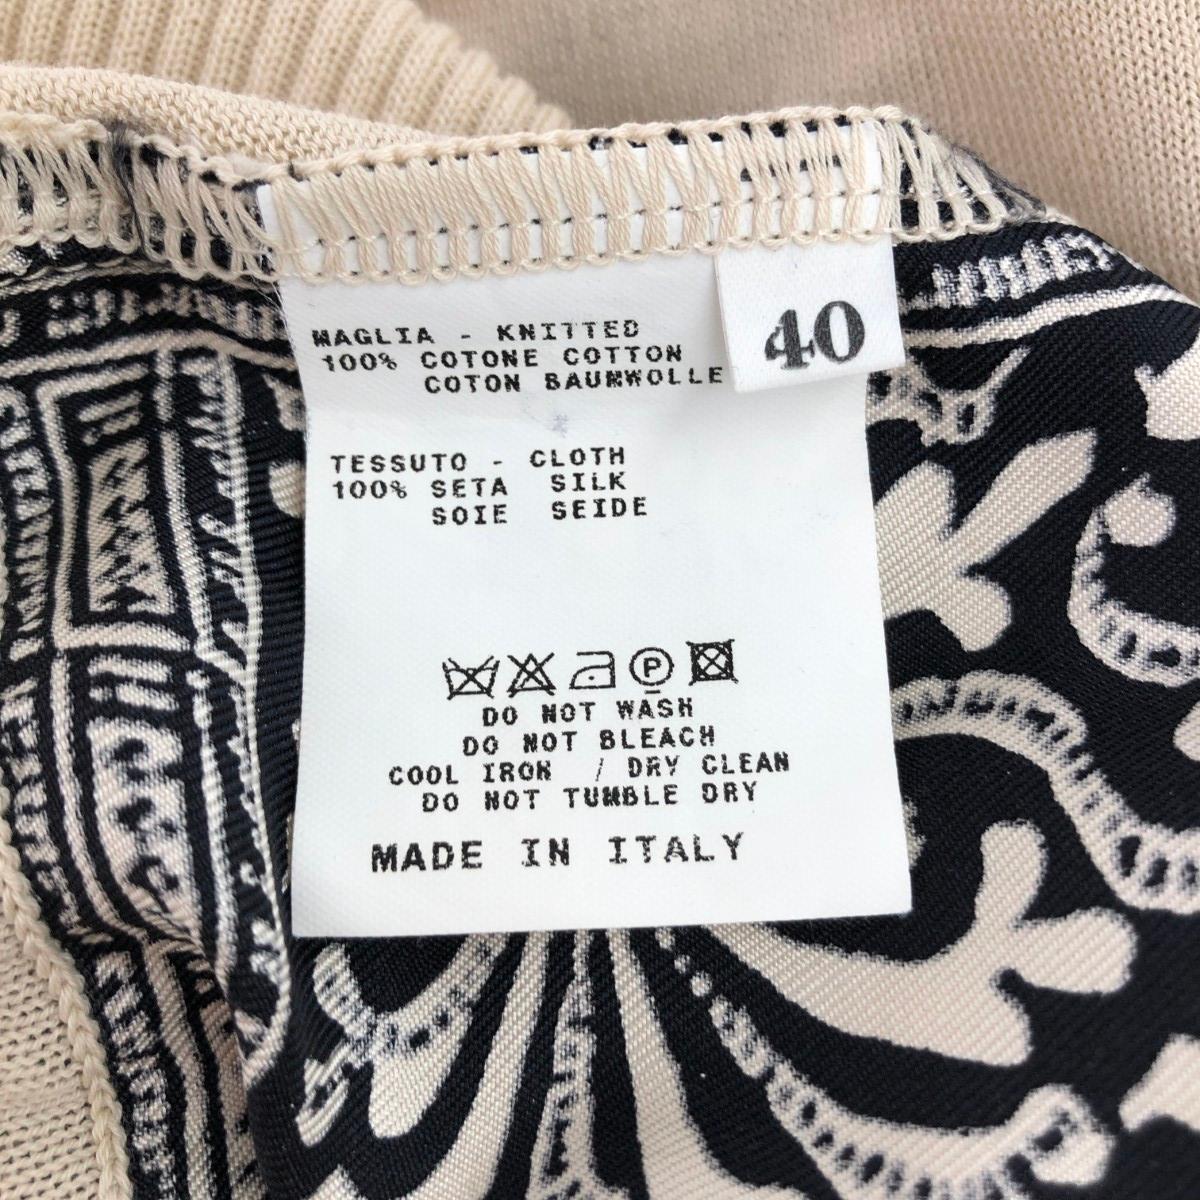 40
MAGLIA - KNITTED
100% COTONE COTTON
COTON BAUMWOLLE
TESSUTO - CLOTH
100% SETA SILK
SOIE SEIDE
P
DO NOT WASH
DO NOT BLEACH
COOL IRON / DRY CLEAN
DO NOT TUMBLE DRY
MADE IN ITALY